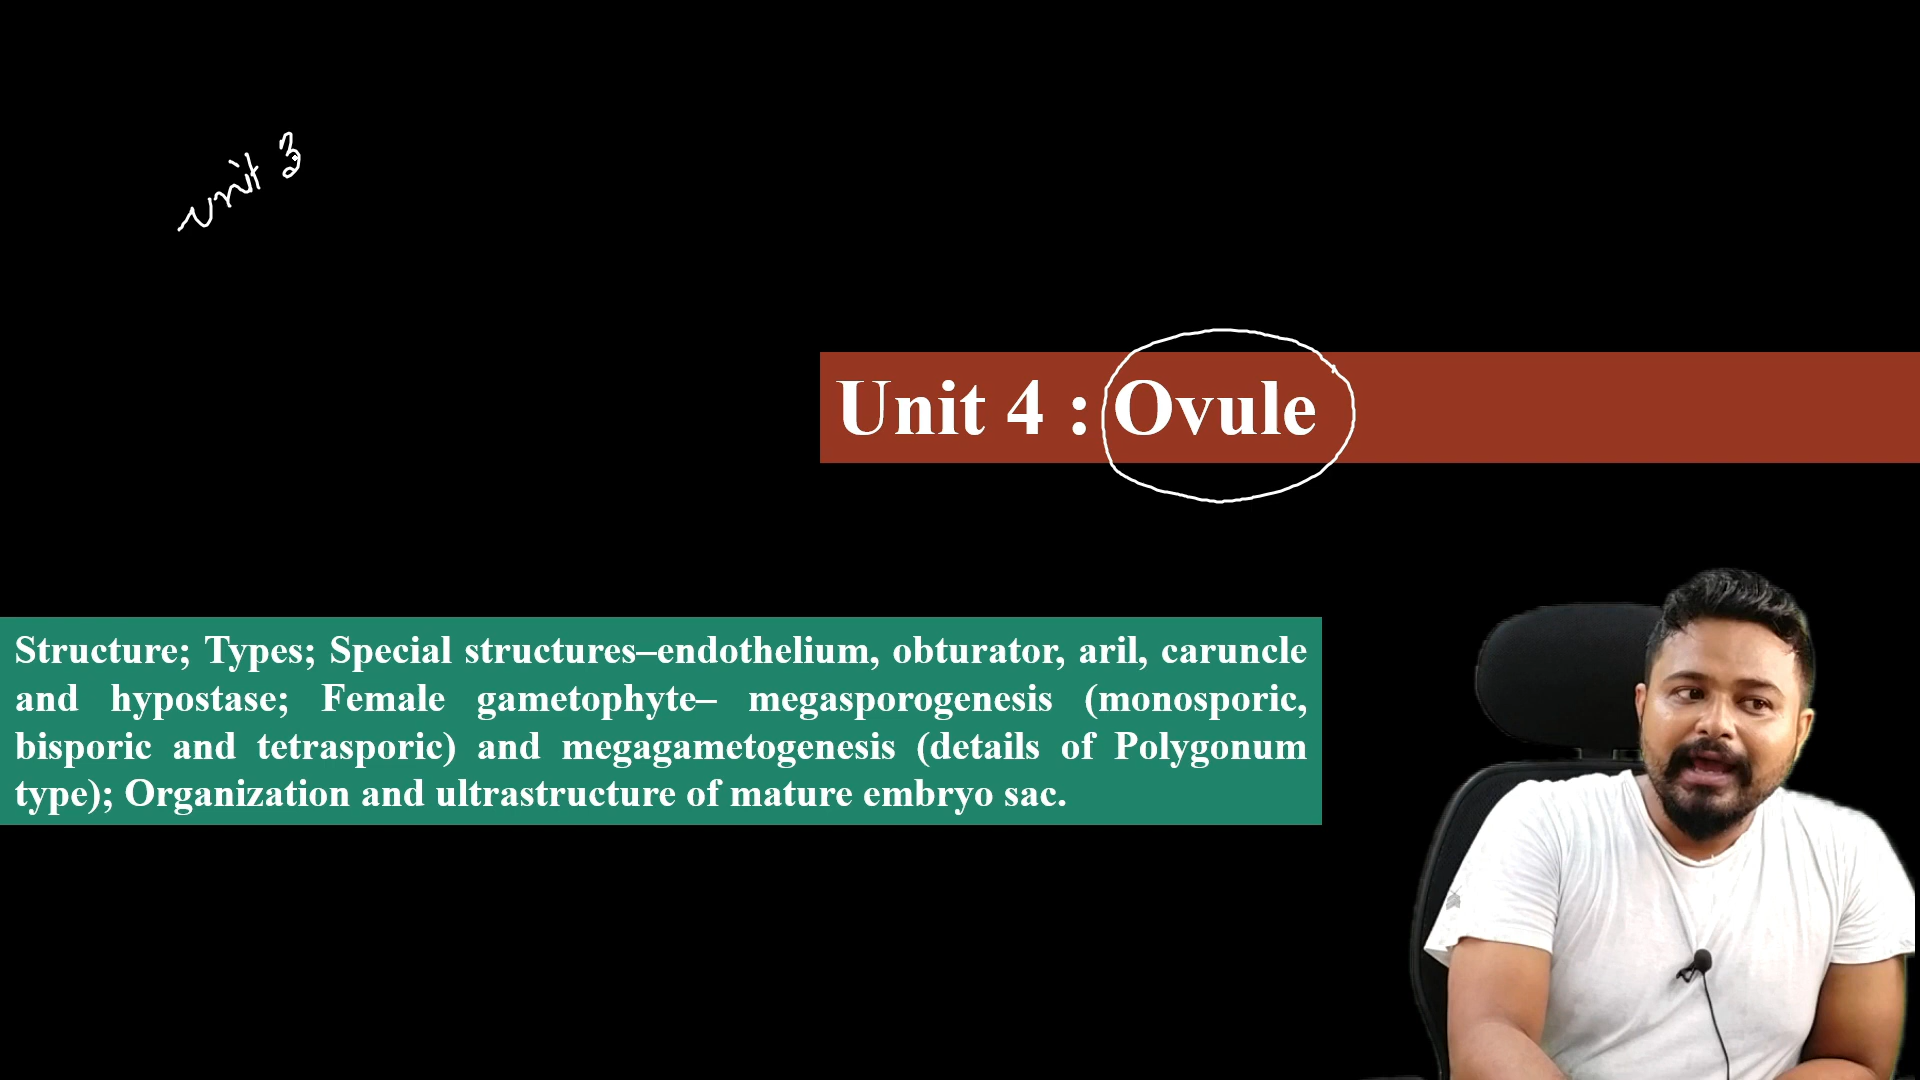 unit 3
Unit 4 : Ovule
Structure; Types; Special structures–endothelium, obturator, aril, caruncle
and hypostase; Female gametophyte– megasporogenesis (monosporic,
bisporic and tetrasporic) and megagametogenesis (details of Polygonum
type); Organization and ultrastructure of mature embryo sac.